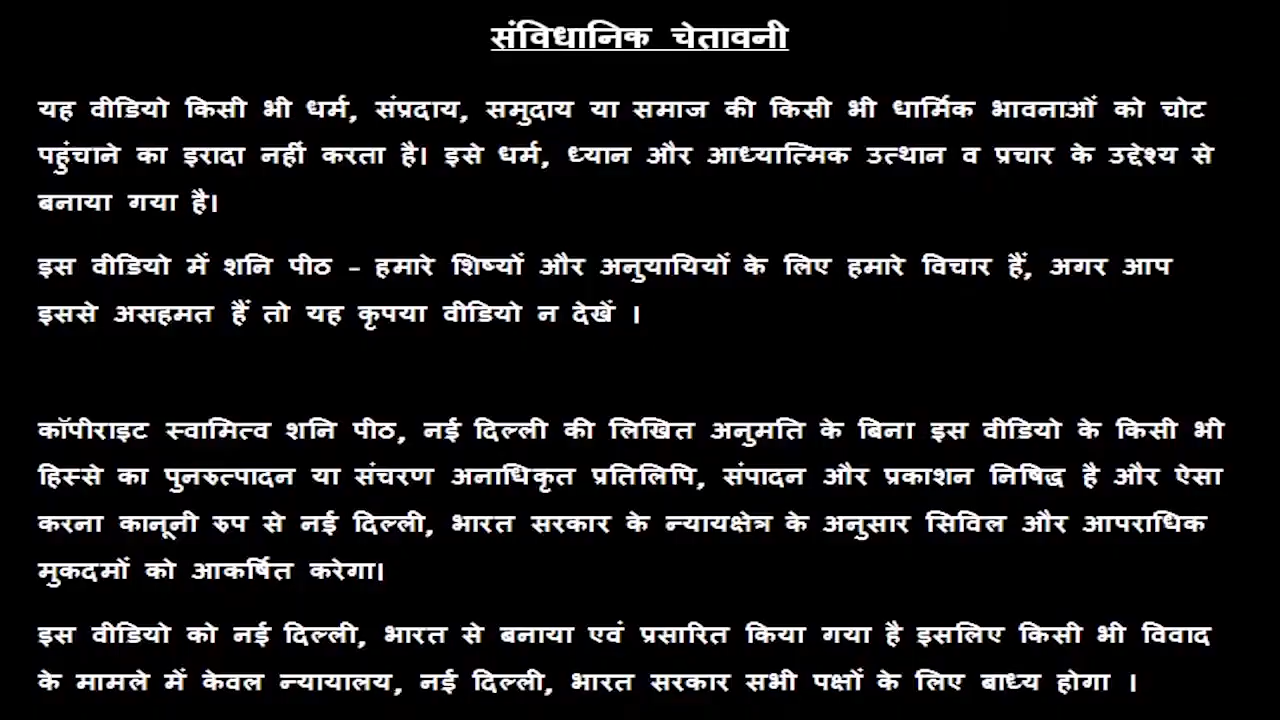 संविधानिक चेतावनी
यह वीडियो किसी भी धर्म, संप्रदाय, समुदाय या समाज की किसी भी धार्मिक भावनाओं को चोट
पहुंचाने का इरादा नहीं करता है। इसे धर्म, ध्यान और आध्यात्मिक उत्थान व प्रचार के उद्देश्य से
बनाया गया है।
इस वीडियो में शनि पीठ – हमारे शिष्यों और अनुयायियों के लिए हमारे विचार हैं, अगर आप
इससे असहमत हैं तो यह कृपया वीडियो न देखें ।
कॉपीराइट स्वामित्व शनि पीठ, नई दिल्ली की लिखित अनुमति के बिना इस वीडियो के किसी भी
हिस्से का पुनरुत्पादन या संचरण अनाधिकृत प्रतिलिपि, संपादन और प्रकाशन निषिद्ध है और ऐसा
करना कानूनी रुप से नई दिल्ली, भारत सरकार के न्यायक्षेत्र के अनुसार सिविल और आपराधिक
मुकदमों को आकर्षित करेगा।
इस वीडियो को नई दिल्ली, भारत से बनाया एवं प्रसारित किया गया है इसलिए किसी भी विवाद
के मामले में केवल न्यायालय, नई दिल्ली, भारत सरकार सभी पक्षों के लिए बाध्य होगा ।